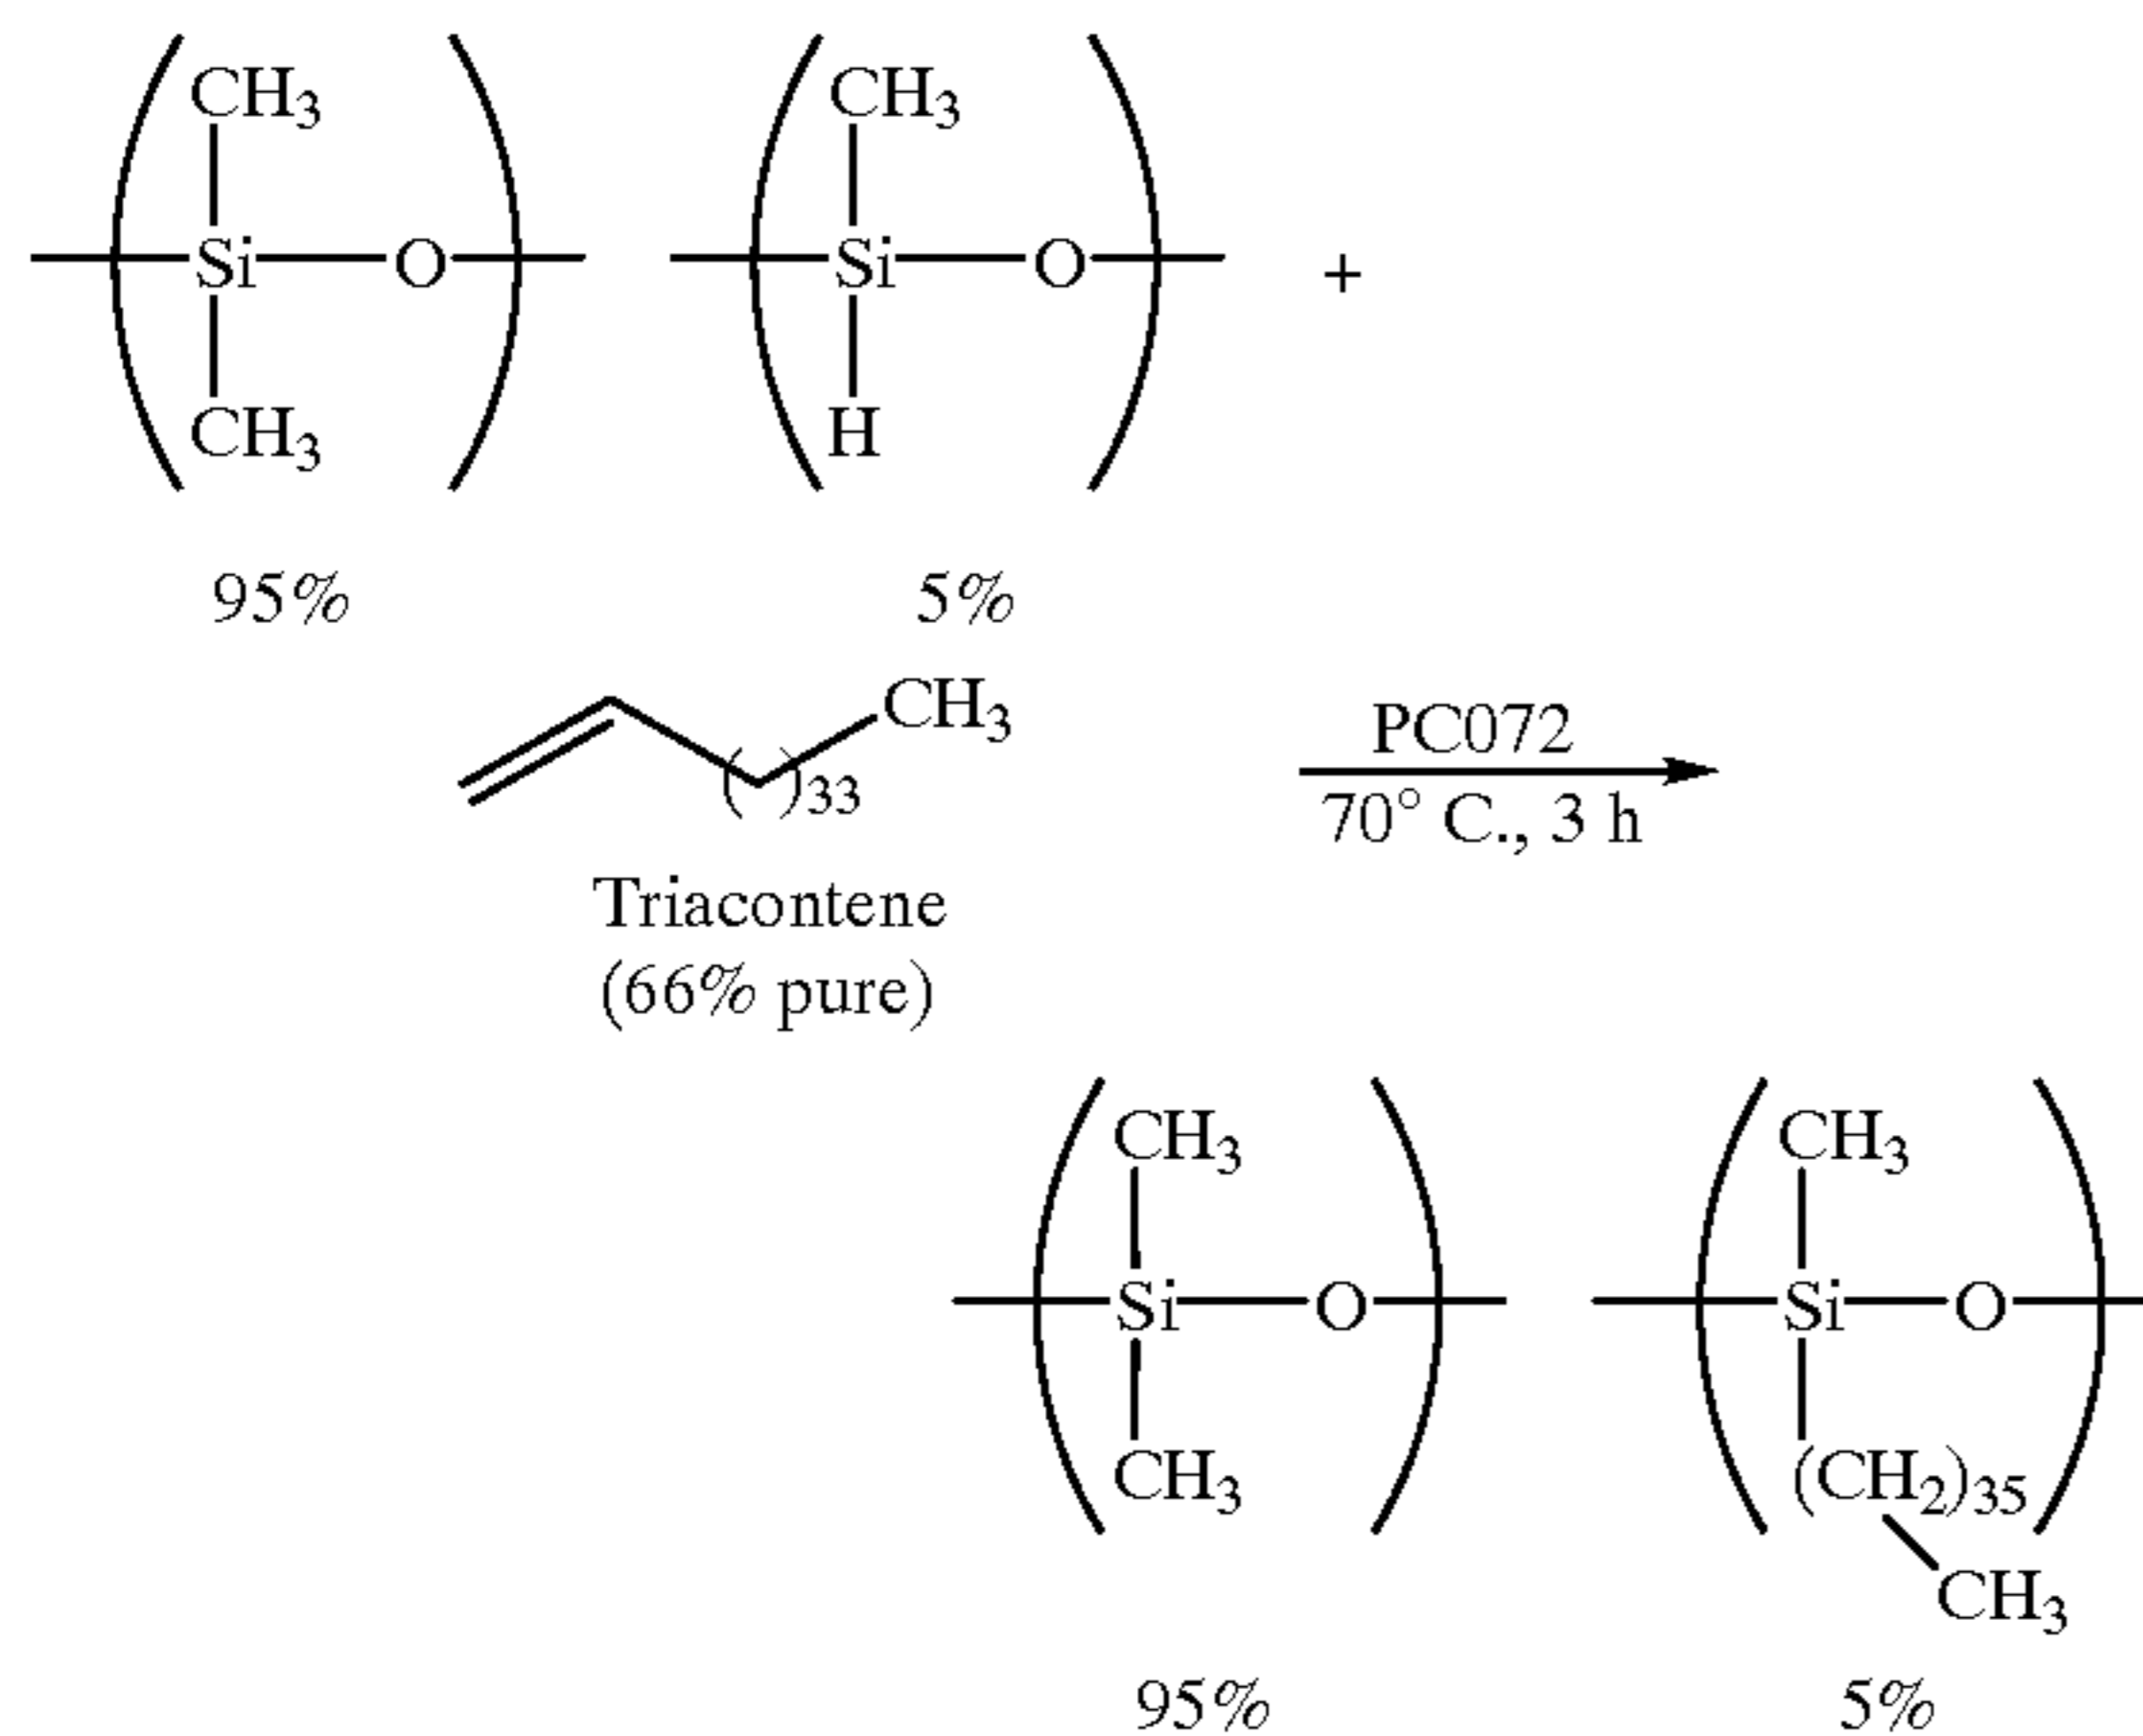 CH3 CH3
Si O Si O +
CH3 H
95% 5%
CH3
( )33
Triacontene
(66% pure)
PC072
70° C., 3 h
CH3 CH3
Si O Si O
CH3 (CH2)35
CH3
95% 5%